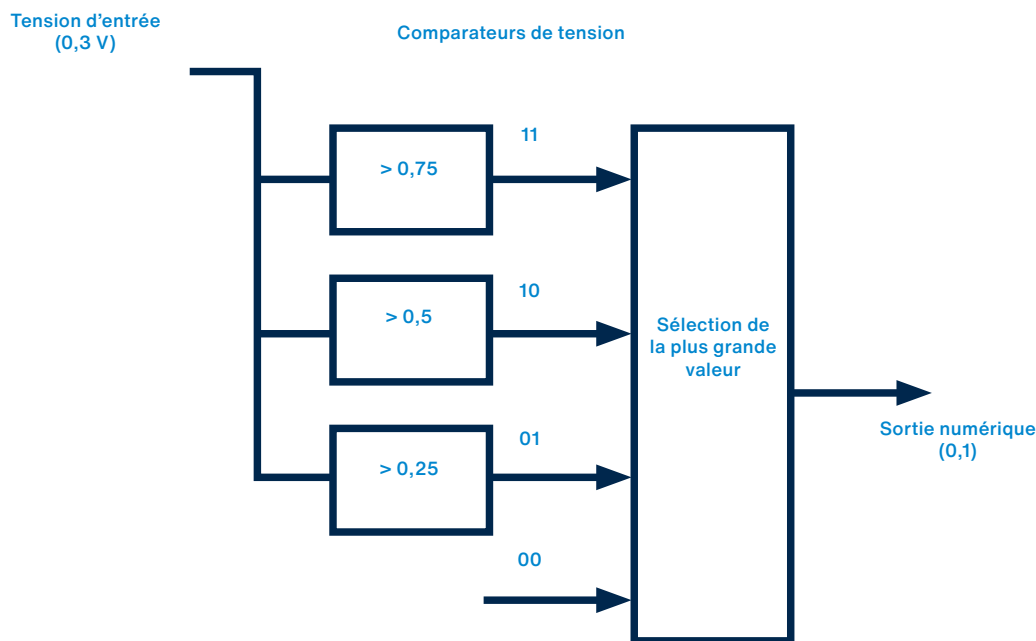 Tension d’entrée
(0,3 V)
Comparateurs de tension
11
> 0,75
10
> 0,5
Sélection de
la plus grande
valeur
Sortie numérique
(0,1)
01
> 0,25
00